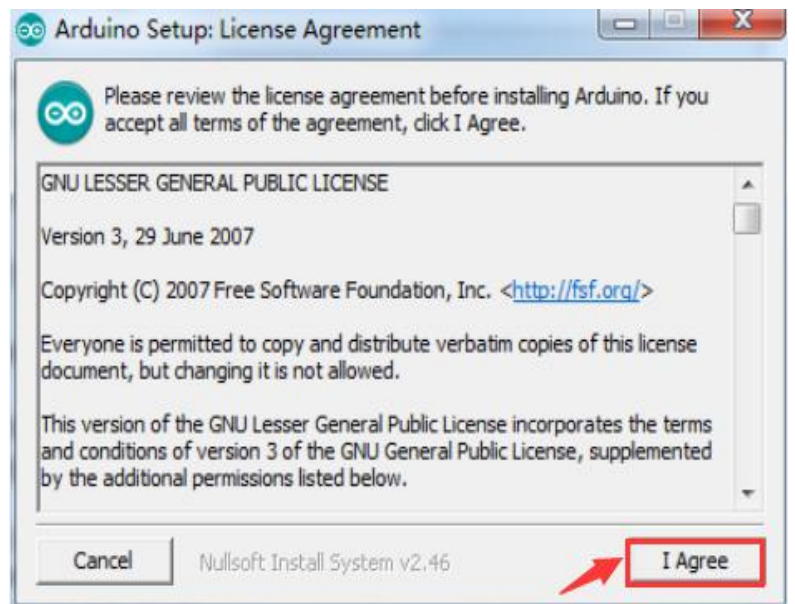 Arduino Setup: License Agreement
Please review the license agreement before installing Arduino. If you
accept all terms of the agreement, click I Agree.
GNU LESSER GENERAL PUBLIC LICENSE
Version 3, 29 June 2007
Copyright (C) 2007 Free Software Foundation, Inc. <http://fsf.org/>
Everyone is permitted to copy and distribute verbatim copies of this license
document, but changing it is not allowed.
This version of the GNU Lesser General Public License incorporates the terms
and conditions of version 3 of the GNU General Public License, supplemented
by the additional permissions listed below.
Cancel
Nullsoft Install System v2.46
I Agree